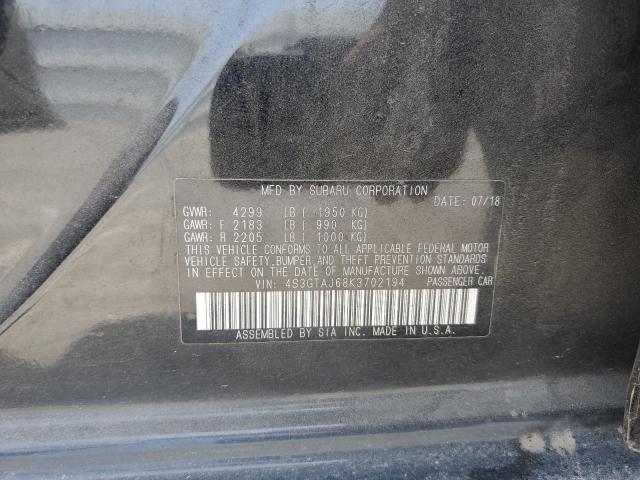 MFD BY SUBARU CORPORATION
DATE: 07/18
GVWR: 4299 LB ( 1950 KG)
GAWR: F 2183 LB ( 990 KG)
GAWR: R 2205 LB ( 1000 KG)
THIS VEHICLE CONFORMS TO ALL APPLICABLE FEDERAL MOTOR
VEHICLE SAFETY, BUMPER, AND THEFT PREVENTION STANDARDS
IN EFFECT ON THE DATE OF MANUFACTURE SHOWN ABOVE.
VIN: 4S3GTAJ68K3702194 PASSENGER CAR
ASSEMBLED BY SIA INC. MADE IN U.S.A.